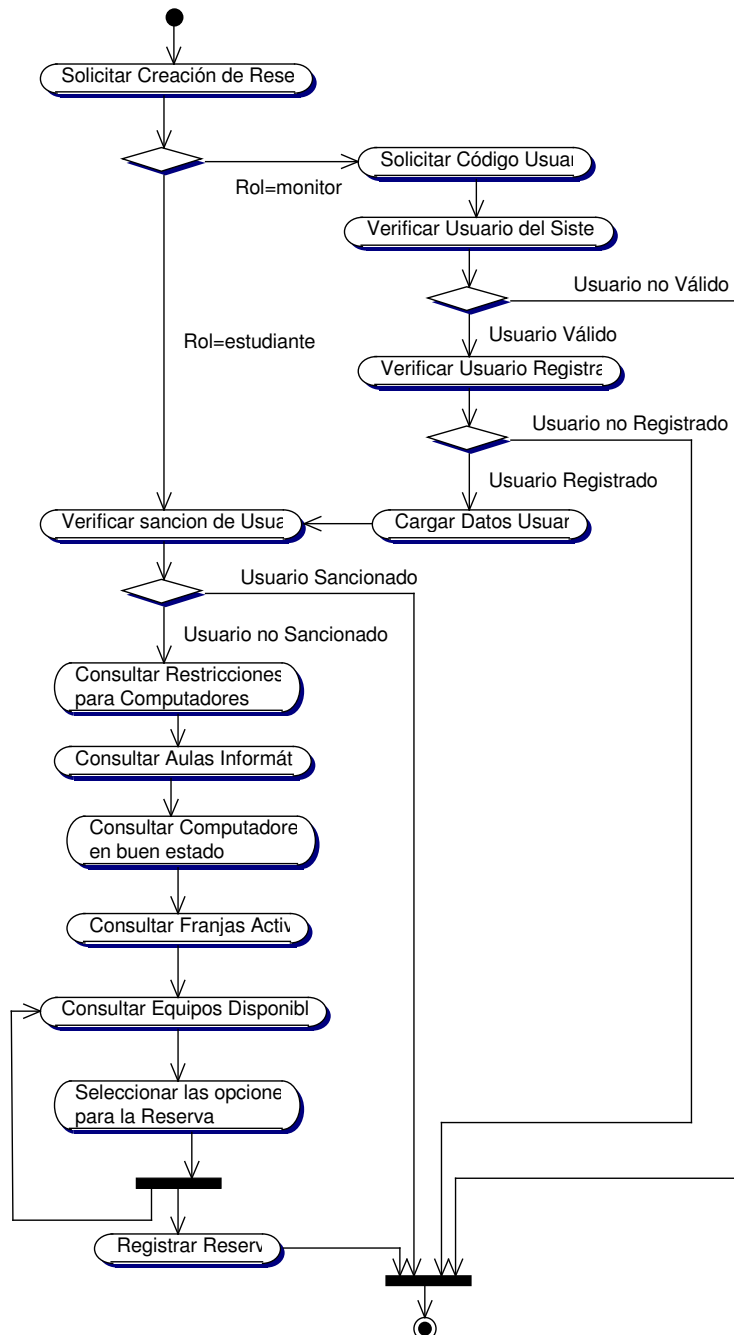 Solicitar Creación de Rese
Solicitar Código Usuar
Rol=monitor
Verificar Usuario del Siste
Usuario no Válido
Usuario Válido
Rol=estudiante
Verificar Usuario Registra
Usuario no Registrado
Usuario Registrado
Verificar sancion de Usua
Cargar Datos Usuar
Usuario Sancionado
Usuario no Sancionado
Consultar Restricciones
para Computadores
Consultar Aulas Informát
Consultar Computadore
en buen estado
Consultar Franjas Activ
Consultar Equipos Disponibl
Seleccionar las opcione
para la Reserva
Registrar Reserv